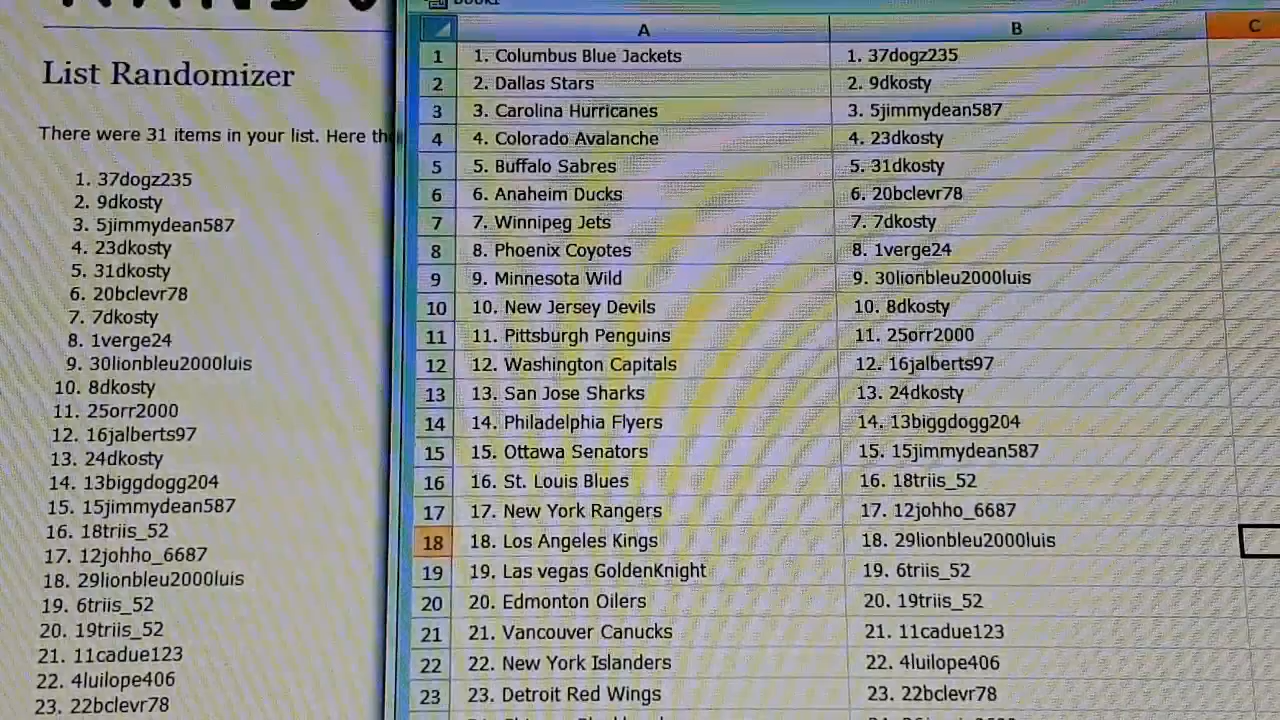 List Randomizer
There were 31 items in your list. Here
1. 37dogz235
2. 9dkosty
3. 5jimmydean587
4. 23dkosty
5. 31dkosty
6. 20bclevr78
7. 7dkosty
8. 1verge24
9. 30lionbleu2000luis
10. 8dkosty
11. 25orr2000
12. 16jalberts97
13. 24dkosty
14. 13biggdogg204
15. 15jimmydean587
16. 18triis_52
17. 12johho_6687
18. 29lionbleu2000luis
19. 6triis_52
20. 19triis_52
21. 11cadue123
22. 4luilope406
23. 22bclevr78
A B C
1 1. Columbus Blue Jackets 1. 37dogz235
2 2. Dallas Stars 2. 9dkosty
3 3. Carolina Hurricanes 3. 5jimmydean587
4 4. Colorado Avalanche 4. 23dkosty
5 5. Buffalo Sabres 5. 31dkosty
6 6. Anaheim Ducks 6. 20bclevr78
7 7. Winnipeg Jets 7. 7dkosty
8 8. Phoenix Coyotes 8. 1verge24
9 9. Minnesota Wild 9. 30lionbleu2000luis
10 10. New Jersey Devils 10. 8dkosty
11 11. Pittsburgh Penguins 11. 25orr2000
12 12. Washington Capitals 12. 16jalberts97
13 13. San Jose Sharks 13. 24dkosty
14 14. Philadelphia Flyers 14. 13biggdogg204
15 15. Ottawa Senators 15. 15jimmydean587
16 16. St. Louis Blues 16. 18triis_52
17 17. New York Rangers 17. 12johho_6687
18 18. Los Angeles Kings 18. 29lionbleu2000luis
19 19. Las vegas GoldenKnight 19. 6triis_52
20 20. Edmonton Oilers 20. 19triis_52
21 21. Vancouver Canucks 21. 11cadue123
22 22. New York Islanders 22. 4luilope406
23 23. Detroit Red Wings 23. 22bclevr78